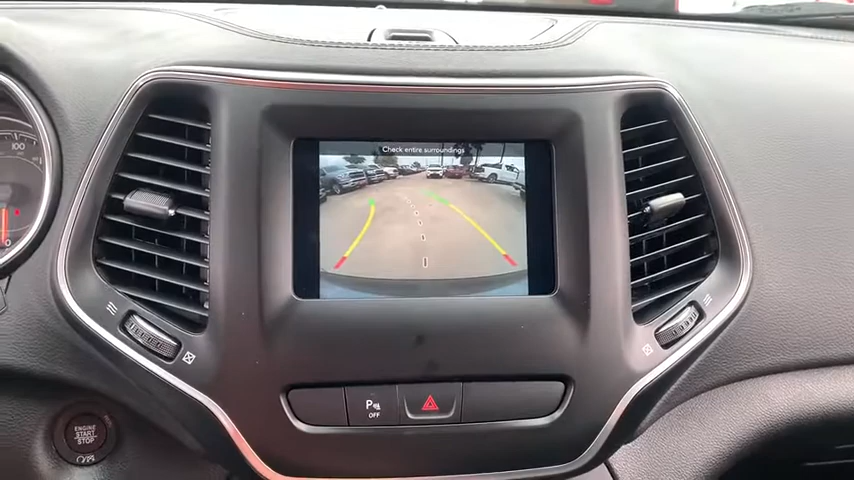 Check entire surroundings
100
P OFF
ENGINE
START
STOP